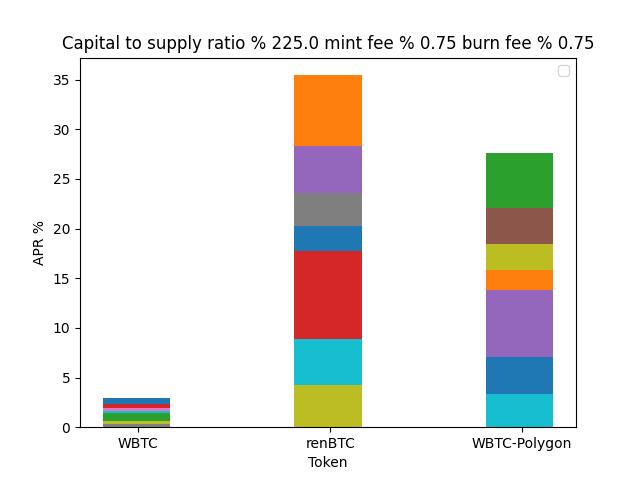 Capital to supply ratio % 225.0 mint fee % 0.75 burn fee % 0.75
APR %
35
30
25
20
15
10
5
0
WBTC renBTC WBTC-Polygon
Token